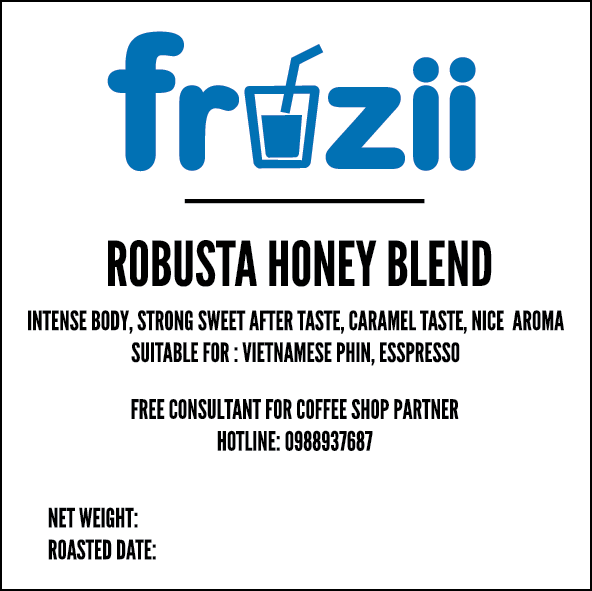 fruzii
ROBUSTA HONEY BLEND
INTENSE BODY, STRONG SWEET AFTER TASTE, CARAMEL TASTE, NICE AROMA
SUITABLE FOR : VIETNAMESE PHIN, ESSPRESSO
FREE CONSULTANT FOR COFFEE SHOP PARTNER
HOTLINE: 0988937687
NET WEIGHT:
ROASTED DATE: